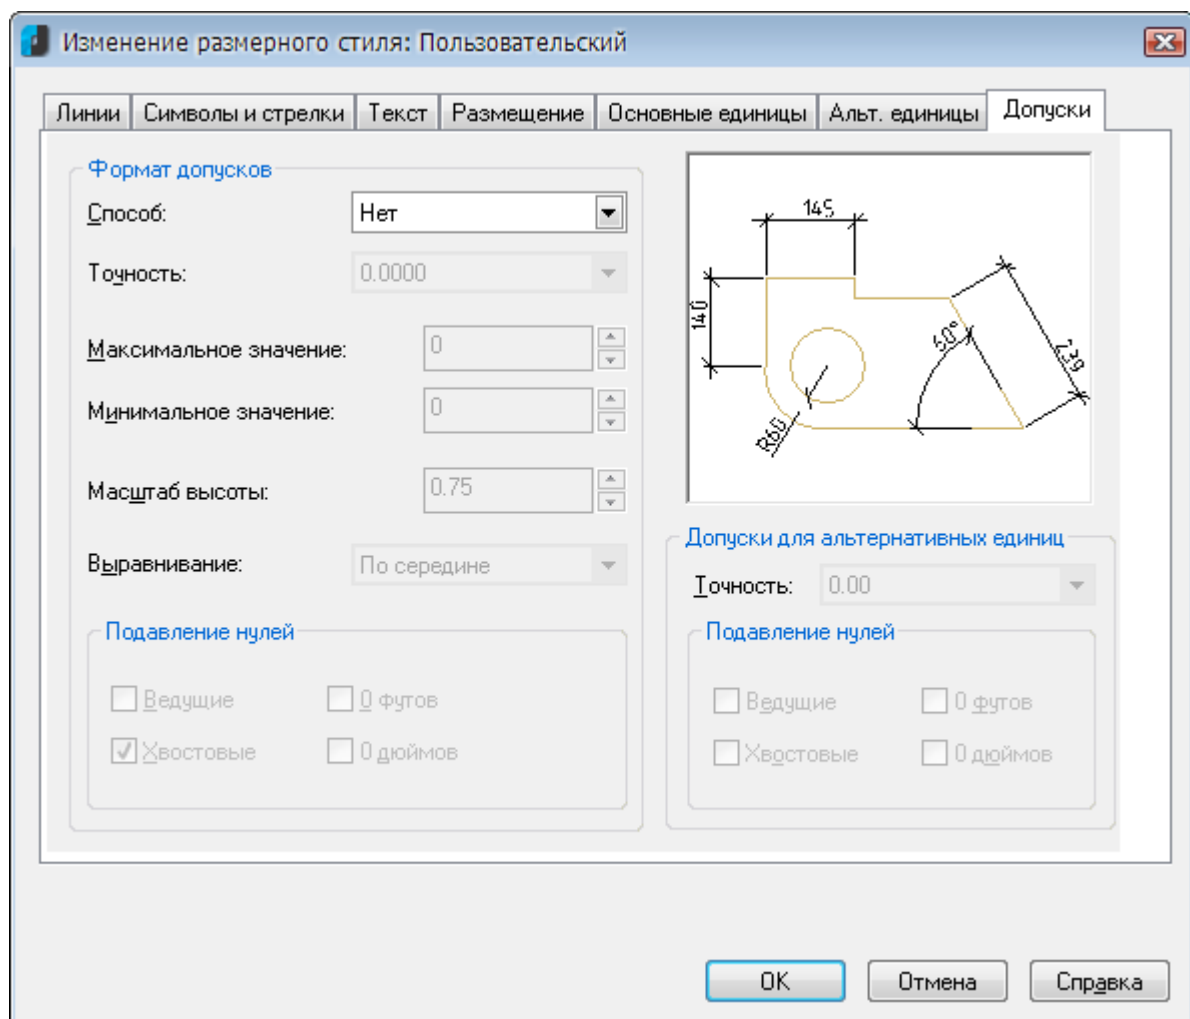 Изменение размерного стиля: Пользовательский
Линии Символы и стрелки Текст Размещение Основные единицы Альт. единицы Допуски
Формат допусков
Способ: Нет
Точность: 0.0000
Максимальное значение: 0
Минимальное значение: 0
Масштаб высоты: 0.75
Выравнивание: По середине
Подавление нулей
Ведущие 0 футов
Хвостовые 0 дюймов
145
140
60°
239
R60
Допуски для альтернативных единиц
Точность: 0.00
Подавление нулей
Ведущие 0 футов
Хвостовые 0 дюймов
OK Отмена Справка